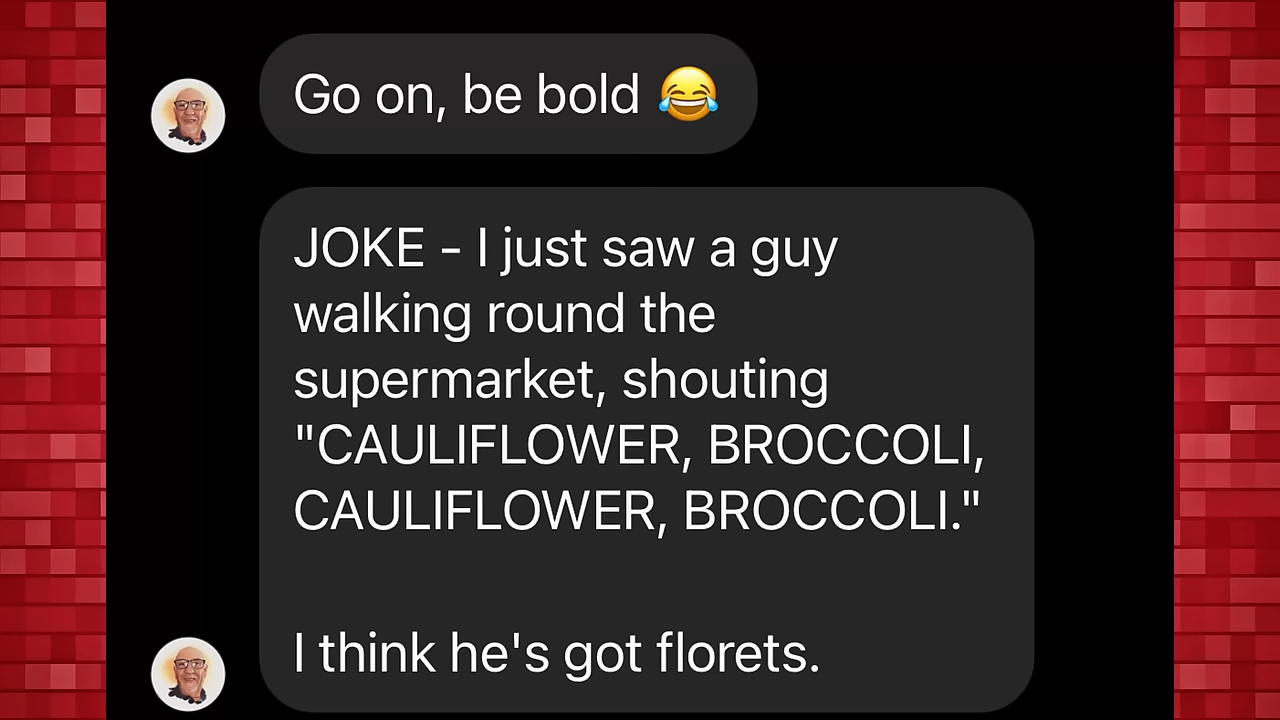 Go on, be bold 😂
JOKE - I just saw a guy
walking round the
supermarket, shouting
"CAULIFLOWER, BROCCOLI,
CAULIFLOWER, BROCCOLI."
I think he's got florets.